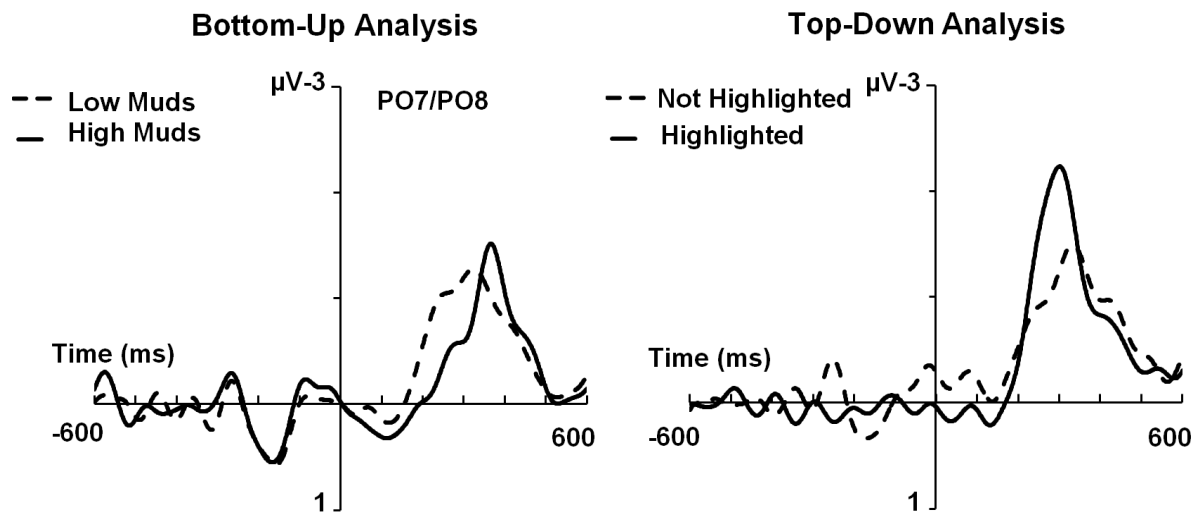 Bottom-Up Analysis
µV-3
PO7/PO8
Low Muds
High Muds
Time (ms)
-600
600
1
Top-Down Analysis
µV-3
Not Highlighted
Highlighted
Time (ms)
-600
600
1